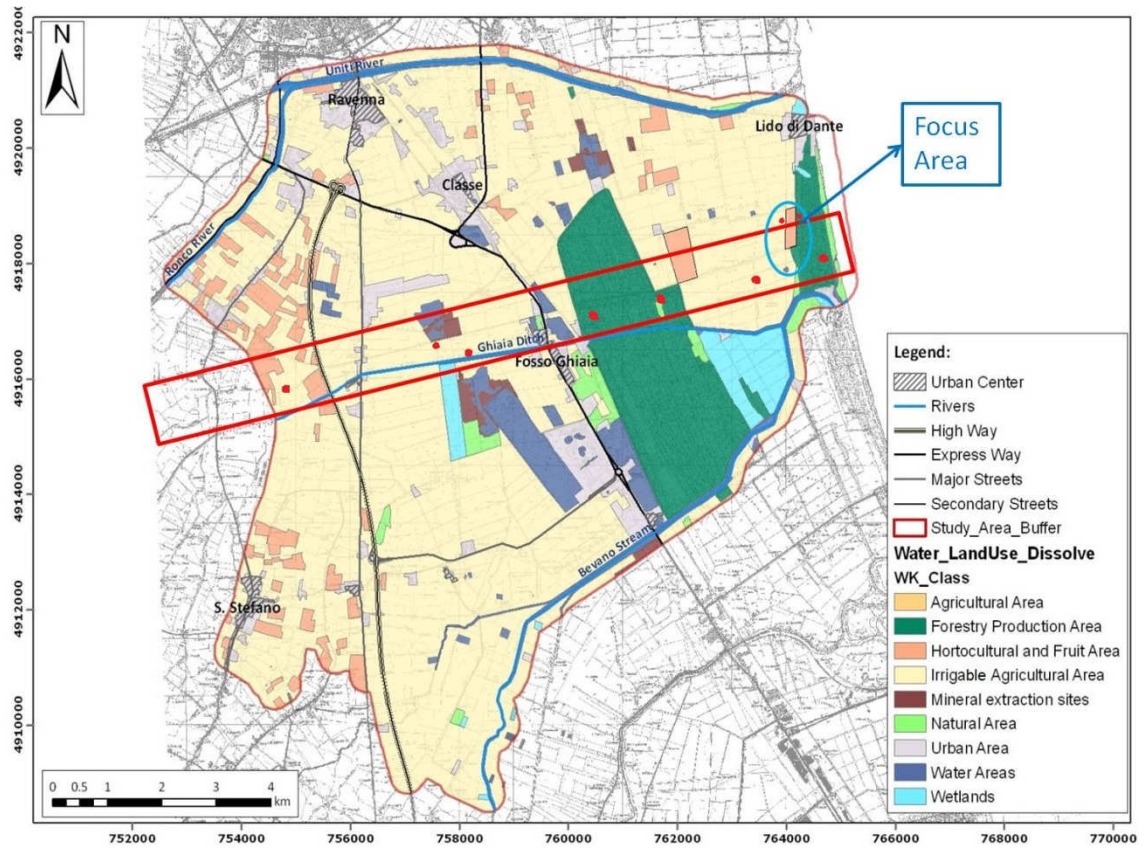 N
Uniti River
Ravenna
Lido di Dante
Focus
Area
Classe
Ronco River
Ghiaia Ditch
Fosso Ghiaia
Bevano Stream
S. Stefano
Legend:
Urban Center
Rivers
High Way
Express Way
Major Streets
Secondary Streets
Study_Area_Buffer
Water_LandUse_Dissolve
WK_Class
Agricultural Area
Forestry Production Area
Hortocultural and Fruit Area
Irrigable Agricultural Area
Mineral extraction sites
Natural Area
Urban Area
Water Areas
Wetlands
0 0.5 1 2 3 4
km
4920000
4918000
4916000
4914000
4912000
4910000
752000 754000 756000 758000 760000 762000 764000 766000 768000 770000